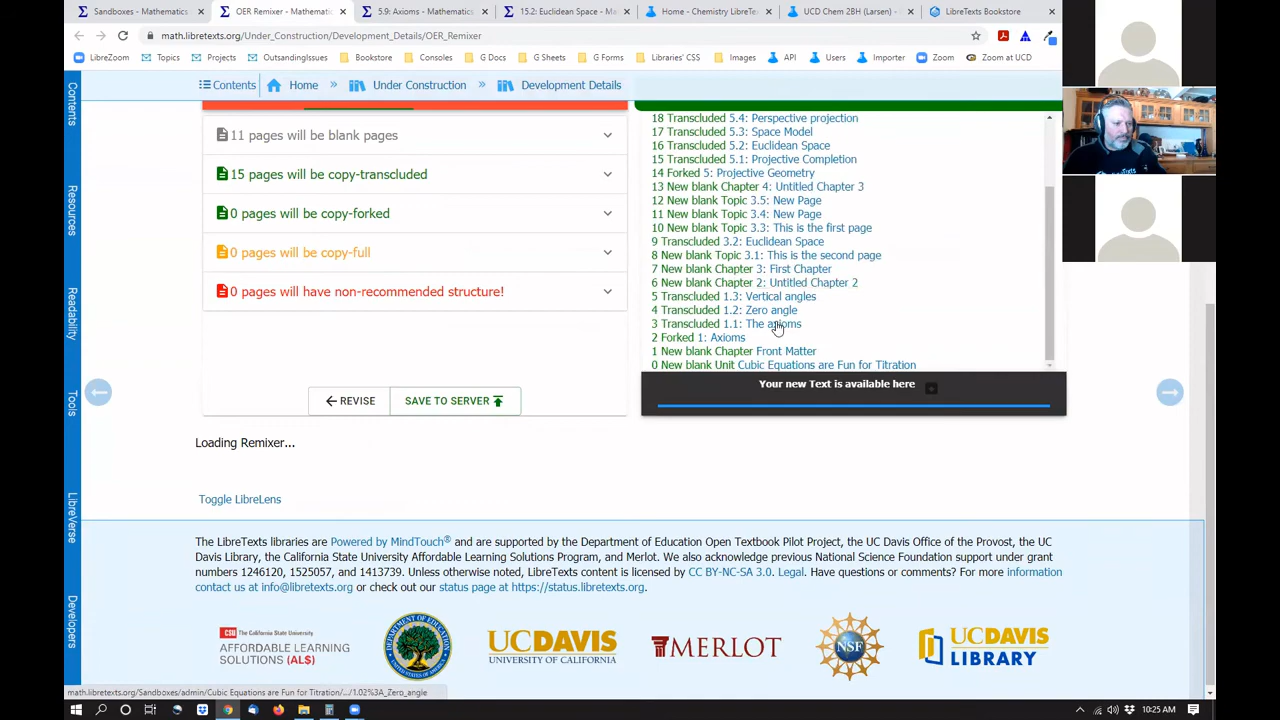 Sandboxes - Mathematics
OER Remixer - Mathematic
5.9: Axioms - Mathematics
15.2: Euclidean Space - M
Home - Chemistry LibreTe
UCD Chem 2BH (Larsen) -
LibreTexts Bookstore
math.libretexts.org/Under_Construction/Development_Details/OER_Remixer
LibreZoom
Topics
Projects
OutsandingIssues
Bookstore
Consoles
G Docs
G Sheets
G Forms
Libraries' CSS
Images
API
Users
Importer
Zoom
Zoom at UCD
Contents
Home » Under Construction » Development Details
Contents
Resources
Readability
Tools
LibreVerse
Developers
11 pages will be blank pages
15 pages will be copy-transcluded
0 pages will be copy-forked
0 pages will be copy-full
0 pages will have non-recommended structure!
REVISE
SAVE TO SERVER
18 Transcluded 5.4: Perspective projection
17 Transcluded 5.3: Space Model
16 Transcluded 5.2: Euclidean Space
15 Transcluded 5.1: Projective Completion
14 Forked 5: Projective Geometry
13 New blank Chapter 4: Untitled Chapter 3
12 New blank Topic 3.5: New Page
11 New blank Topic 3.4: New Page
10 New blank Topic 3.3: This is the first page
9 Transcluded 3.2: Euclidean Space
8 New blank Topic 3.1: This is the second page
7 New blank Chapter 3: First Chapter
6 New blank Chapter 2: Untitled Chapter 2
5 Transcluded 1.3: Vertical angles
4 Transcluded 1.2: Zero angle
3 Transcluded 1.1: The axioms
2 Forked 1: Axioms
1 New blank Chapter Front Matter
0 New blank Unit Cubic Equations are Fun for Titration
Your new Text is available here
Loading Remixer...
Toggle LibreLens
The LibreTexts libraries are Powered by MindTouch® and are supported by the Department of Education Open Textbook Pilot Project, the UC Davis Office of the Provost, the UC
Davis Library, the California State University Affordable Learning Solutions Program, and Merlot. We also acknowledge previous National Science Foundation support under grant
numbers 1246120, 1525057, and 1413739. Unless otherwise noted, LibreTexts content is licensed by CC BY-NC-SA 3.0. Legal. Have questions or comments? For more information
contact us at info@libretexts.org or check out our status page at https://status.libretexts.org.
CSU The California State University
AFFORDABLE LEARNING
SOLUTIONS (AL$)
UCDAVIS
UNIVERSITY OF CALIFORNIA
MERLOT
NSF
UCDAVIS
LIBRARY
math.libretexts.org/Sandboxes/admin/Cubic Equations are Fun for Titration/.../1.02%3A_Zero_angle
10:25 AM